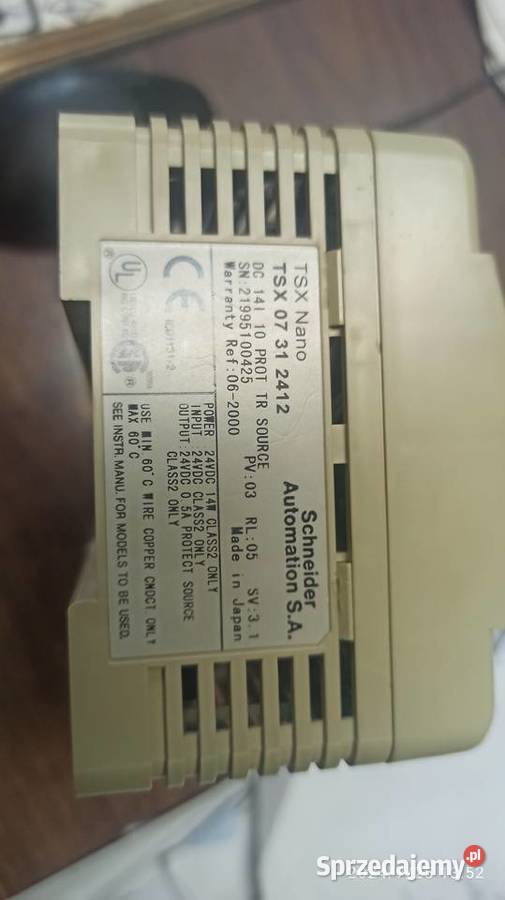 TSX Nano
TSX 07 31 2412
Schneider
Automation S.A.
DC 14I 10 PROT TR SOURCE
SN:21995100425 PV:03 RL:05 SV:3.1
Warranty Ref:06-2000 Made in Japan
CE
UL
POWER :24VDC 14W CLASS2 ONLY
INPUT :24VDC CLASS2 ONLY
OUTPUT:24VDC 0.5A PROTECT SOURCE
CLASS2 ONLY
USE MIN 60°C WIRE COPPER CNDCT ONLY
MAX 60°C
SEE INSTR. MANU. FOR MODELS TO BE USED.
Sprzedajemy.pl